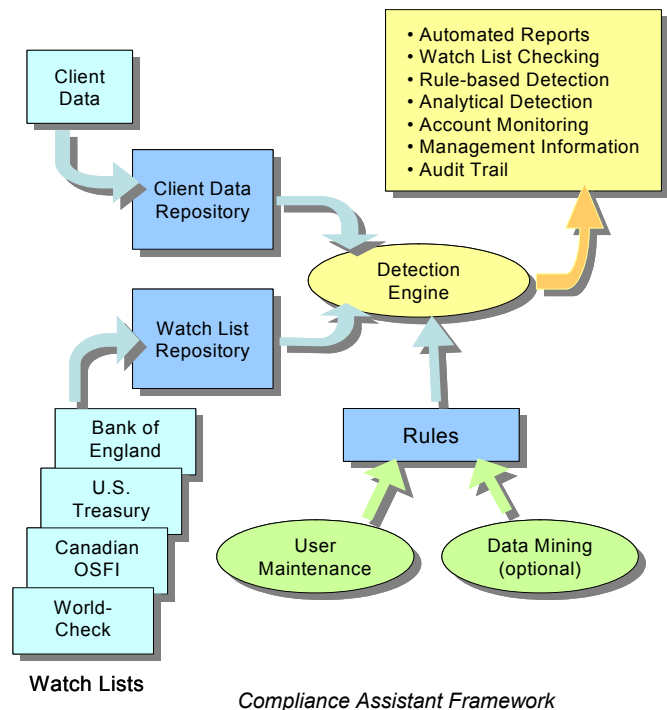 Client
Data
• Automated Reports
• Watch List Checking
• Rule-based Detection
• Analytical Detection
• Account Monitoring
• Management Information
• Audit Trail
Client Data
Repository
Detection
Engine
Watch List
Repository
Bank of
England
U.S.
Treasury
Canadian
OSFI
World-
Check
Watch Lists
Rules
User
Maintenance
Data Mining
(optional)
Compliance Assistant Framework